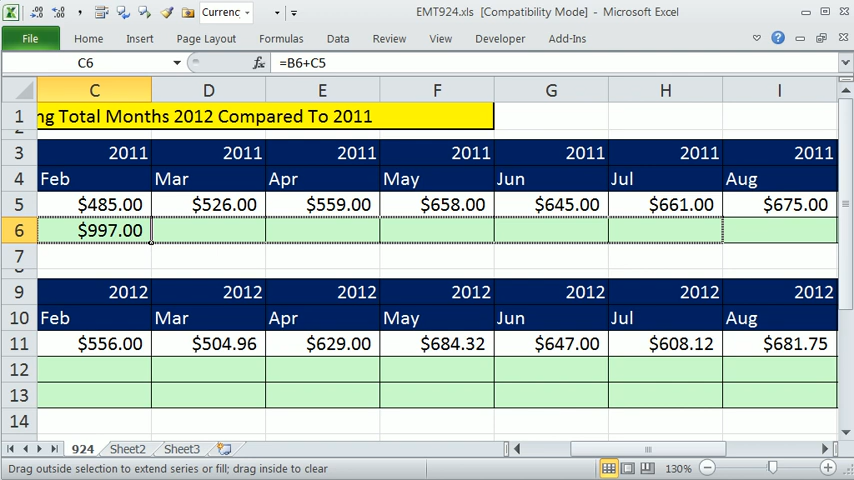 Currenc EMT924.xls [Compatibility Mode] - Microsoft Excel
File Home Insert Page Layout Formulas Data Review View Developer Add-Ins
C6 fx =B6+C5
C D E F G H I
1 ng Total Months 2012 Compared To 2011
2
3 2011 2011 2011 2011 2011 2011 2011
4 Feb Mar Apr May Jun Jul Aug
5 $485.00 $526.00 $559.00 $658.00 $645.00 $661.00 $675.00
6 $997.00
7
9 2012 2012 2012 2012 2012 2012 2012
10 Feb Mar Apr May Jun Jul Aug
11 $556.00 $504.96 $629.00 $684.32 $647.00 $608.12 $681.75
12
13
14
924 Sheet2 Sheet3
Drag outside selection to extend series or fill; drag inside to clear 130%